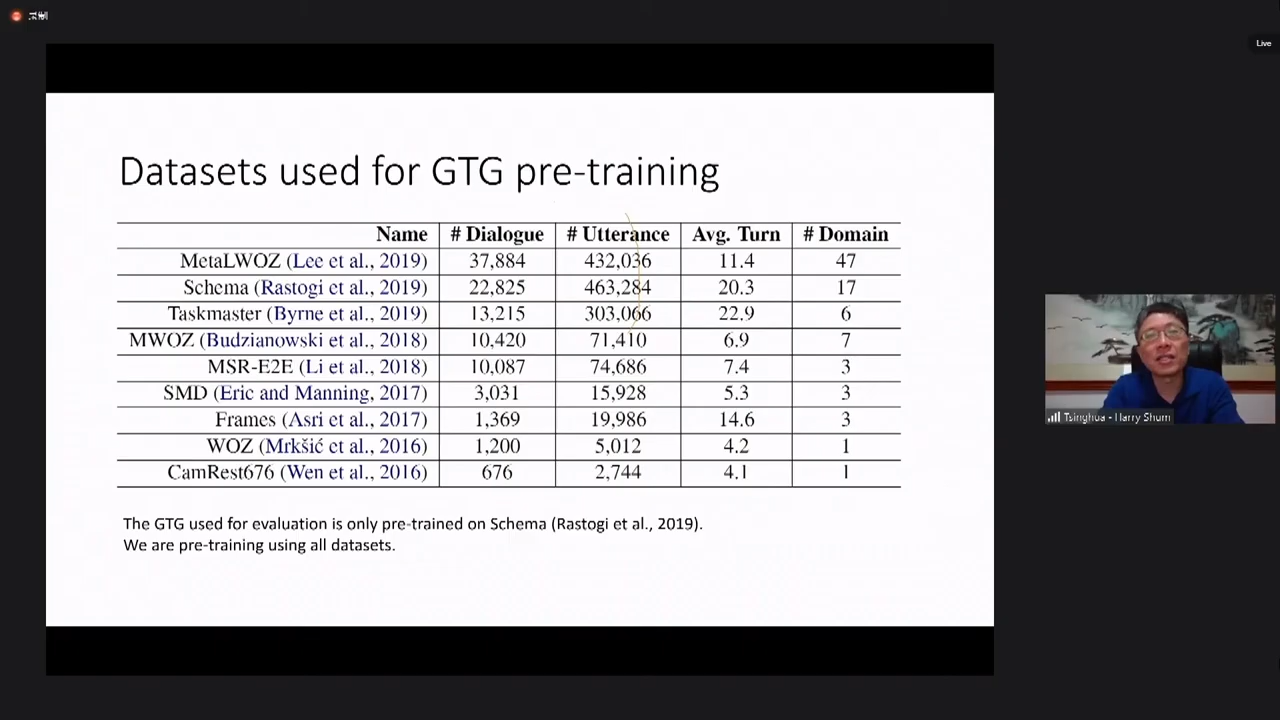 Live
Datasets used for GTG pre-training
Name # Dialogue # Utterance Avg. Turn # Domain
MetaLWOZ (Lee et al., 2019) 37,884 432,036 11.4 47
Schema (Rastogi et al., 2019) 22,825 463,284 20.3 17
Taskmaster (Byrne et al., 2019) 13,215 303,066 22.9 6
MWOZ (Budzianowski et al., 2018) 10,420 71,410 6.9 7
MSR-E2E (Li et al., 2018) 10,087 74,686 7.4 3
SMD (Eric and Manning, 2017) 3,031 15,928 5.3 3
Frames (Asri et al., 2017) 1,369 19,986 14.6 3
WOZ (Mrkšić et al., 2016) 1,200 5,012 4.2 1
CamRest676 (Wen et al., 2016) 676 2,744 4.1 1
The GTG used for evaluation is only pre-trained on Schema (Rastogi et al., 2019).
We are pre-training using all datasets.
Tsinghua - Harry Shum